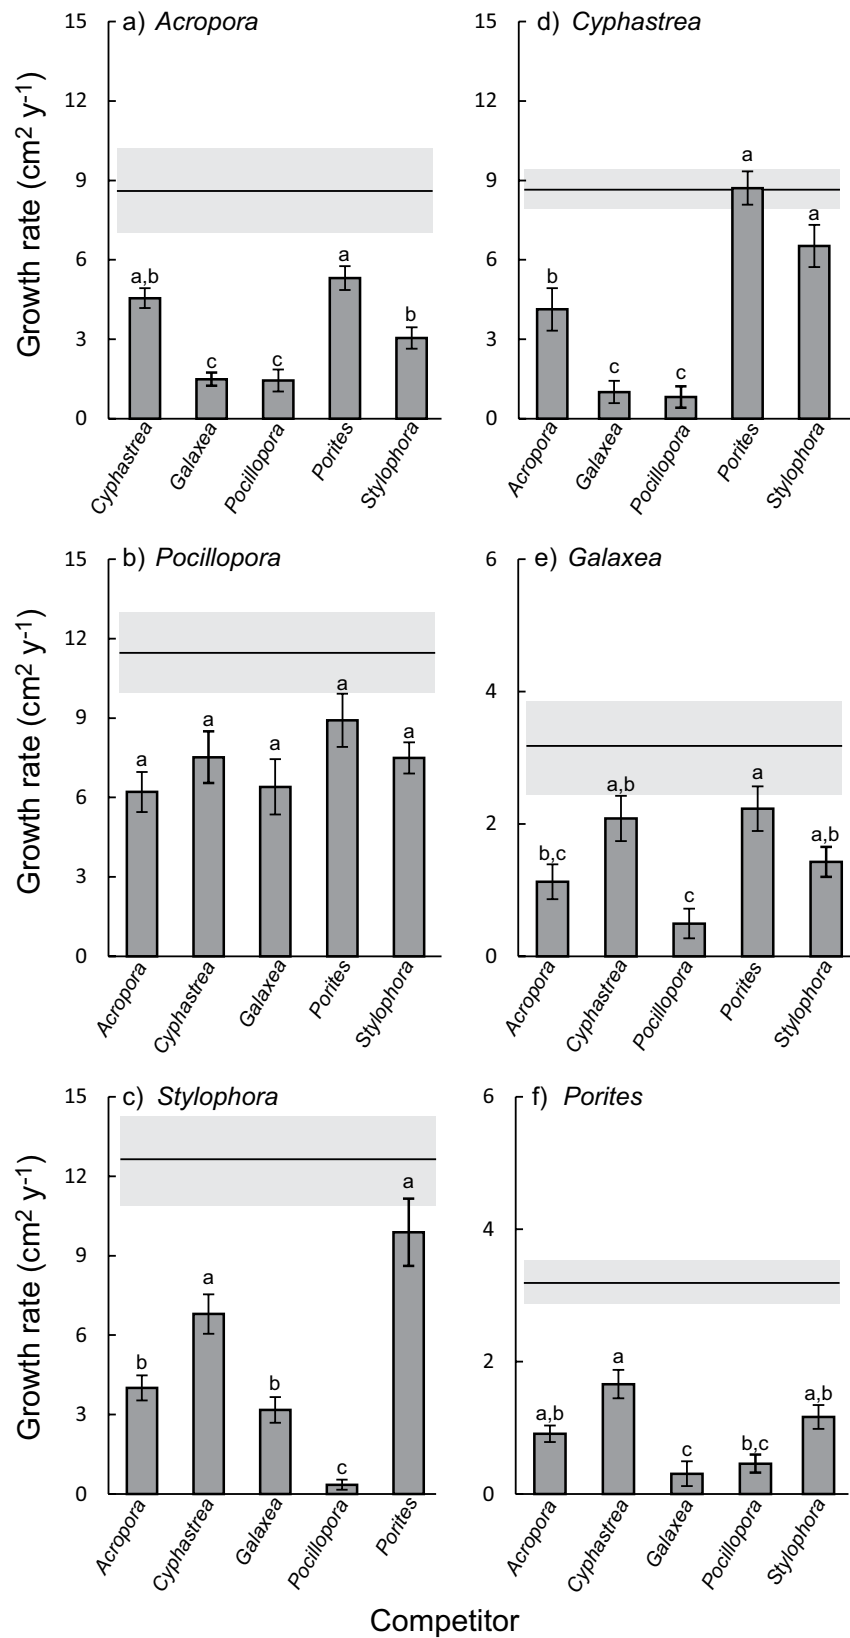 a) Acropora
Growth rate (cm² y⁻¹)
15
12
9
6
3
0
a,b
c
c
a
b
Cyphastrea
Galaxea
Pocillopora
Porites
Stylophora
d) Cyphastrea
15
12
9
6
3
0
b
c
c
a
a
Acropora
Galaxea
Pocillopora
Porites
Stylophora
b) Pocillopora
Growth rate (cm² y⁻¹)
15
12
9
6
3
0
a
a
a
a
a
Acropora
Cyphastrea
Galaxea
Porites
Stylophora
e) Galaxea
6
4
2
0
b,c
a,b
c
a
a,b
Acropora
Cyphastrea
Pocillopora
Porites
Stylophora
c) Stylophora
Growth rate (cm² y⁻¹)
15
12
9
6
3
0
b
a
b
c
a
Acropora
Cyphastrea
Galaxea
Pocillopora
Porites
f) Porites
6
4
2
0
a,b
a
c
b,c
a,b
Acropora
Cyphastrea
Galaxea
Pocillopora
Stylophora
Competitor